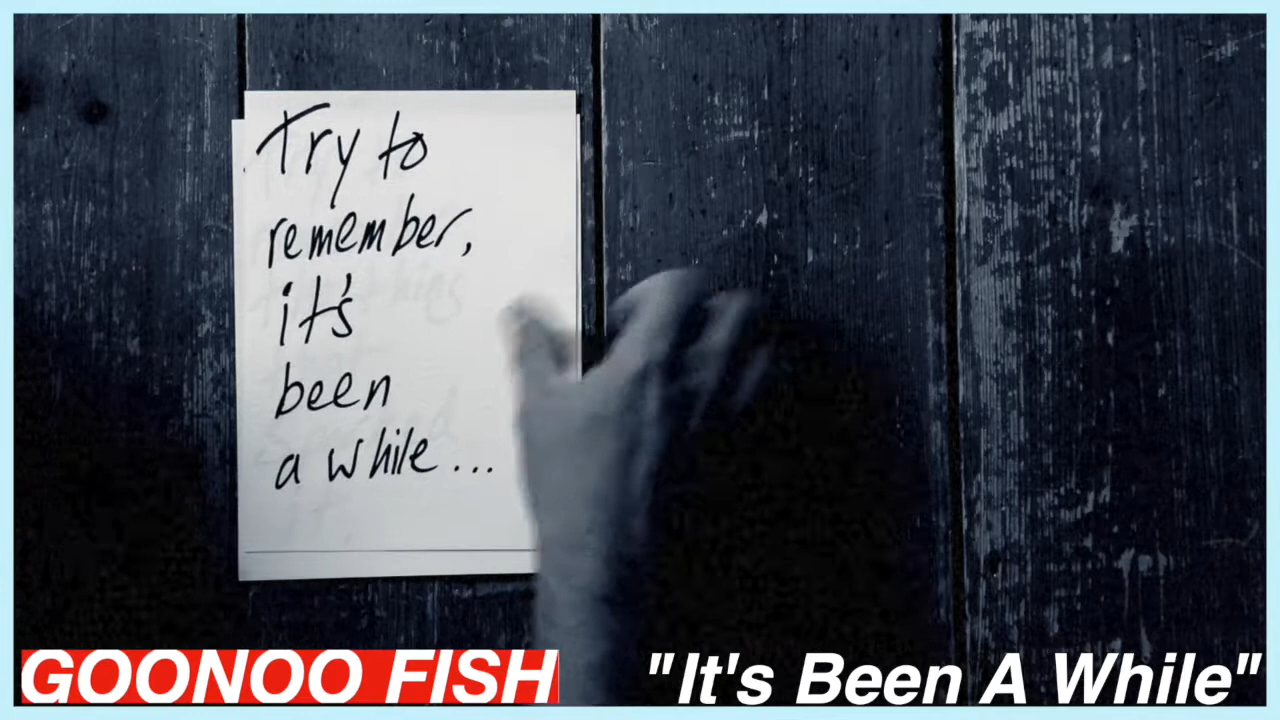 Try to
remember,
it's
been
a while...
GOONOO FISH
"It's Been A While"